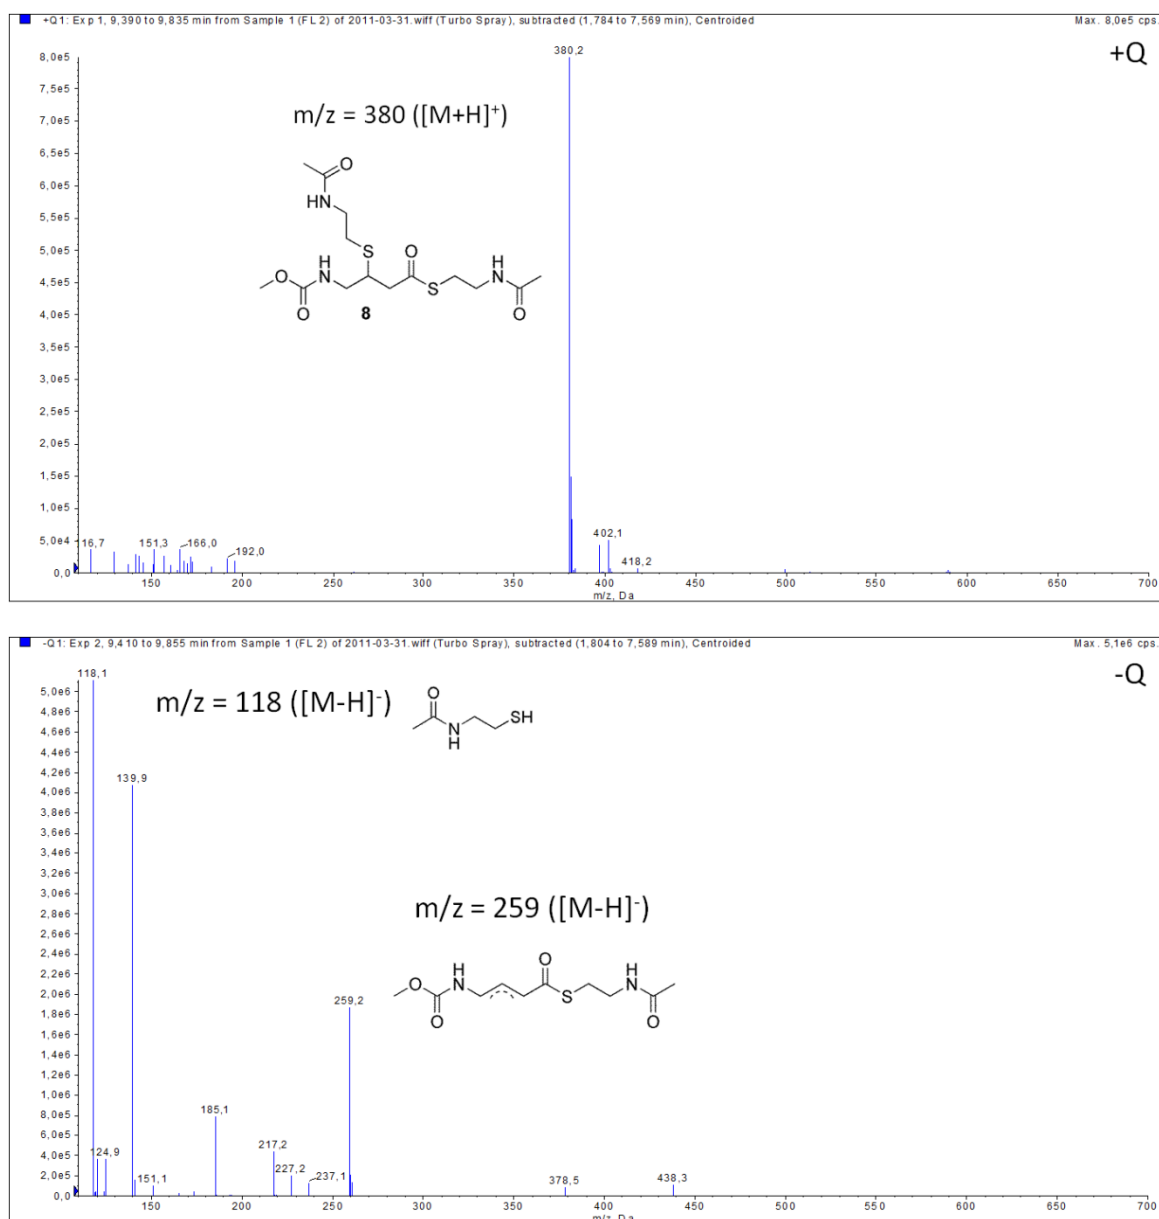 +Q1: Exp 1, 9,390 to 9,835 min from Sample 1 (FL 2) of 2011-03-31.wiff (Turbo Spray), subtracted (1,784 to 7,569 min), Centroided
Max. 8,0e5 cps.
+Q
380,2
8,0e5
7,5e5
7,0e5
6,5e5
6,0e5
5,5e5
5,0e5
4,5e5
4,0e5
3,5e5
3,0e5
2,5e5
2,0e5
1,5e5
1,0e5
5,0e4
0,0
m/z = 380 ([M+H]+)
O
HN
S
O
H
N
O
H
N
S
O
O
8
16,7
151,3
166,0
192,0
402,1
418,2
150 200 250 300 350 400 450 500 550 600 650 700
m/z, Da
-Q1: Exp 2, 9,410 to 9,855 min from Sample 1 (FL 2) of 2011-03-31.wiff (Turbo Spray), subtracted (1,804 to 7,589 min), Centroided
Max. 5,1e6 cps.
-Q
118,1
5,0e6
4,8e6
4,6e6
4,4e6
4,2e6
4,0e6
3,8e6
3,6e6
3,4e6
3,2e6
3,0e6
2,8e6
2,6e6
2,4e6
2,2e6
2,0e6
1,8e6
1,6e6
1,4e6
1,2e6
1,0e6
8,0e5
6,0e5
4,0e5
2,0e5
0,0
m/z = 118 ([M-H]-)
O
SH
N
H
139,9
m/z = 259 ([M-H]-)
H
N
O
H
N
O
S
O
O
259,2
185,1
217,2
124,9
227,2
237,1
151,1
378,5
438,3
150 200 250 300 350 400 450 500 550 600 650 700
m/z, Da